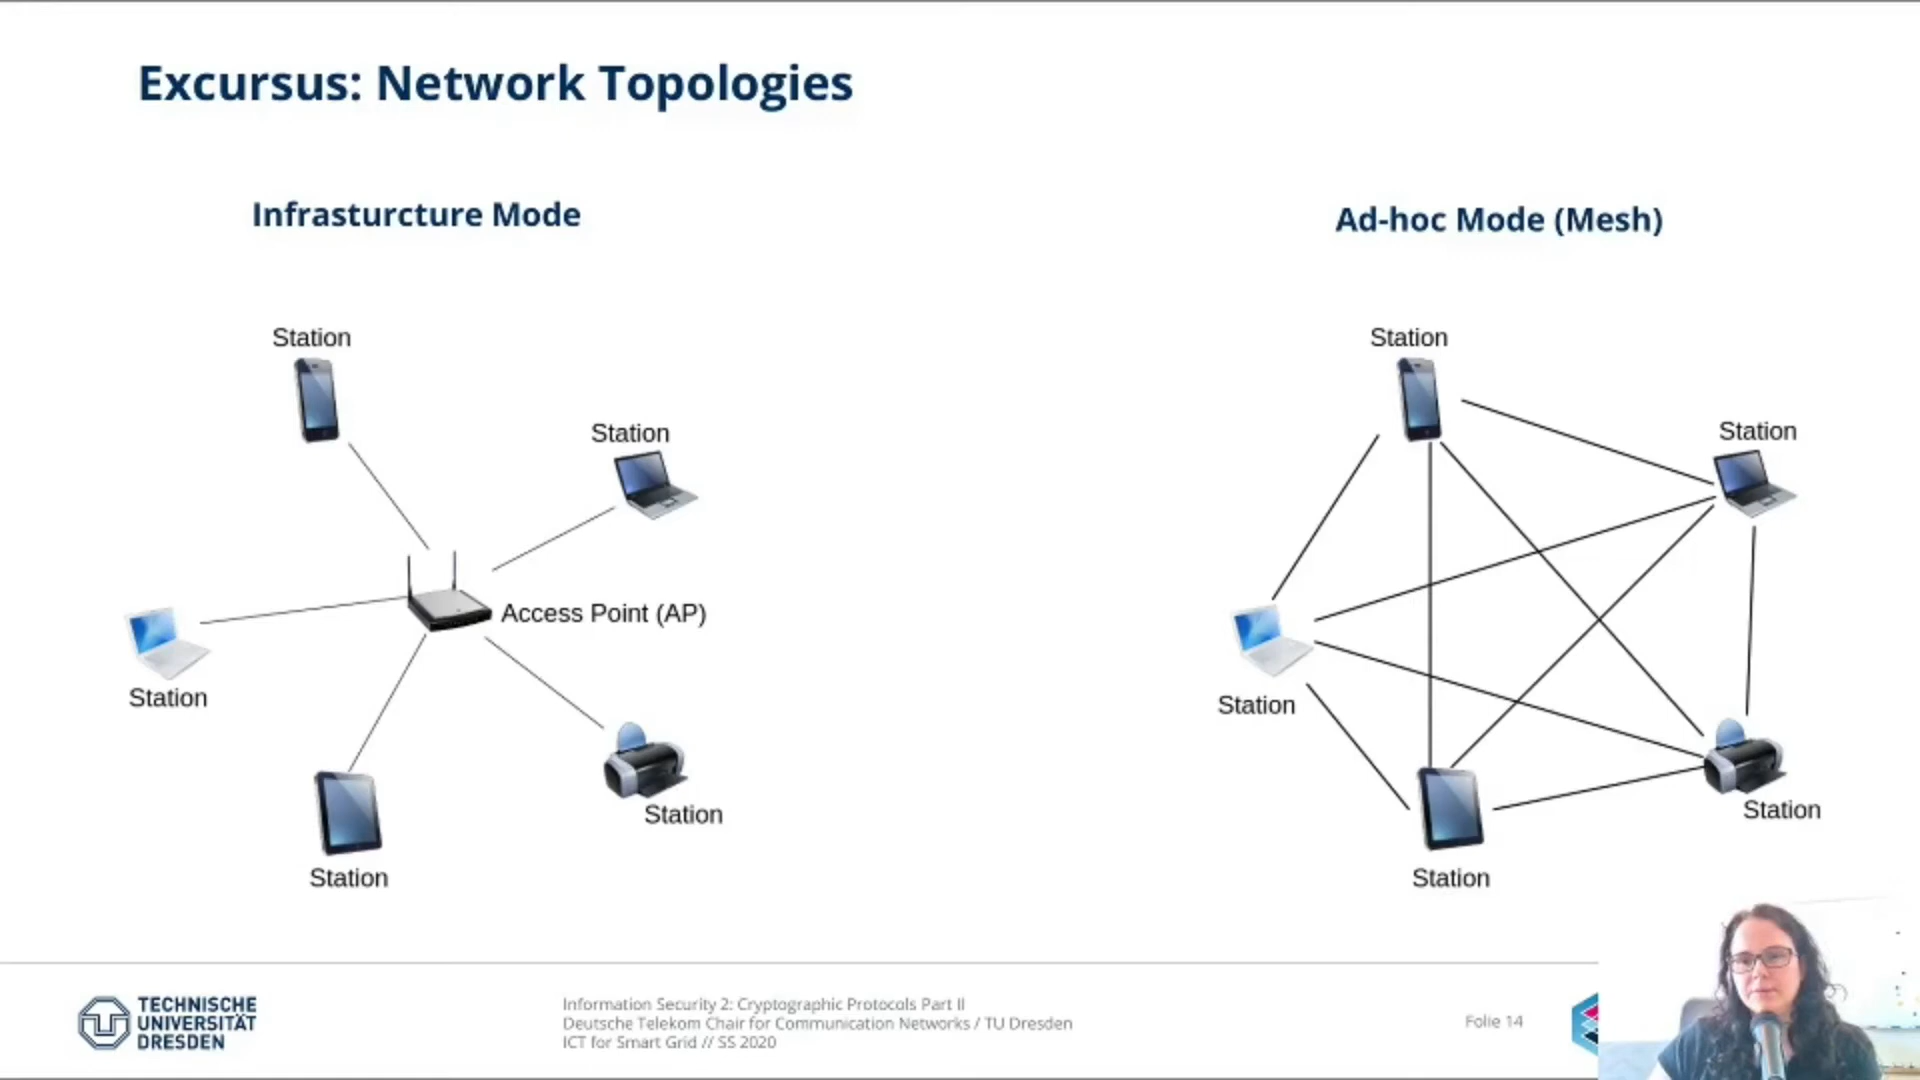 Excursus: Network Topologies
Infrasturcture Mode
Ad-hoc Mode (Mesh)
Station
Station
Access Point (AP)
Station
Station
Station
Station
Station
Station
Station
Station
TECHNISCHE
UNIVERSITÄT
DRESDEN
Information Security 2: Cryptographic Protocols Part II
Deutsche Telekom Chair for Communication Networks / TU Dresden
ICT for Smart Grid // SS 2020
Folie 14